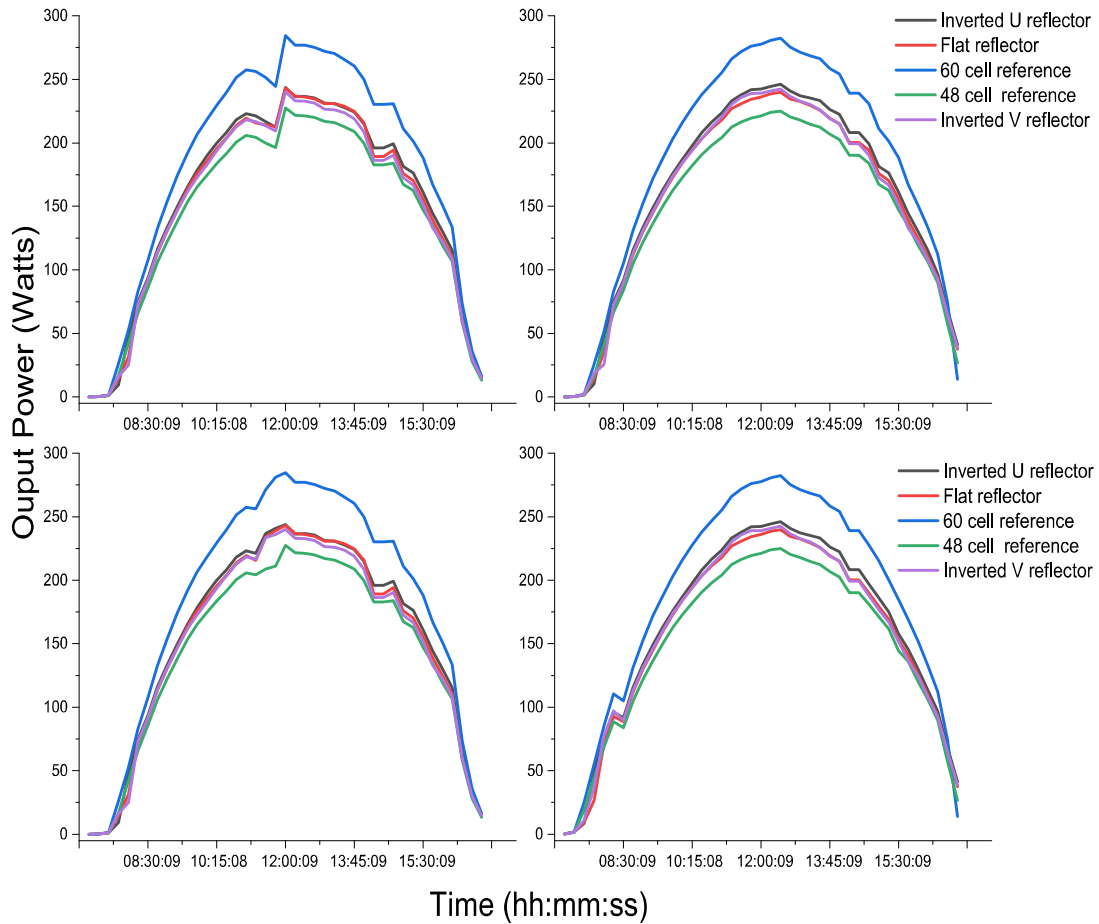 Ouput Power (Watts)
300
250
200
150
100
50
0
08:30:09 10:15:08 12:00:09 13:45:09 15:30:09
300
250
200
150
100
50
0
08:30:09 10:15:08 12:00:09 13:45:09 15:30:09
Inverted U reflector
Flat reflector
60 cell reference
48 cell reference
Inverted V reflector
300
250
200
150
100
50
0
08:30:09 10:15:08 12:00:09 13:45:09 15:30:09
300
250
200
150
100
50
0
08:30:09 10:15:08 12:00:09 13:45:09 15:30:09
Inverted U reflector
Flat reflector
60 cell reference
48 cell reference
Inverted V reflector
Time (hh:mm:ss)